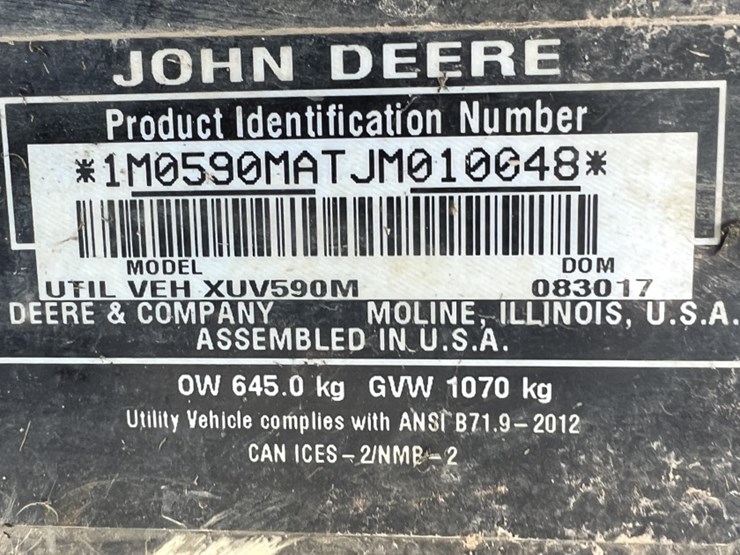 JOHN DEERE
Product Identification Number
*1M0590MATJM010048*
MODEL DOM
UTIL VEH XUV590M 083017
DEERE & COMPANY MOLINE, ILLINOIS, U.S.A.
ASSEMBLED IN U.S.A.
OW 645.0 kg GVW 1070 kg
Utility Vehicle complies with ANSI B71.9-2012
CAN ICES-2/NMB-2